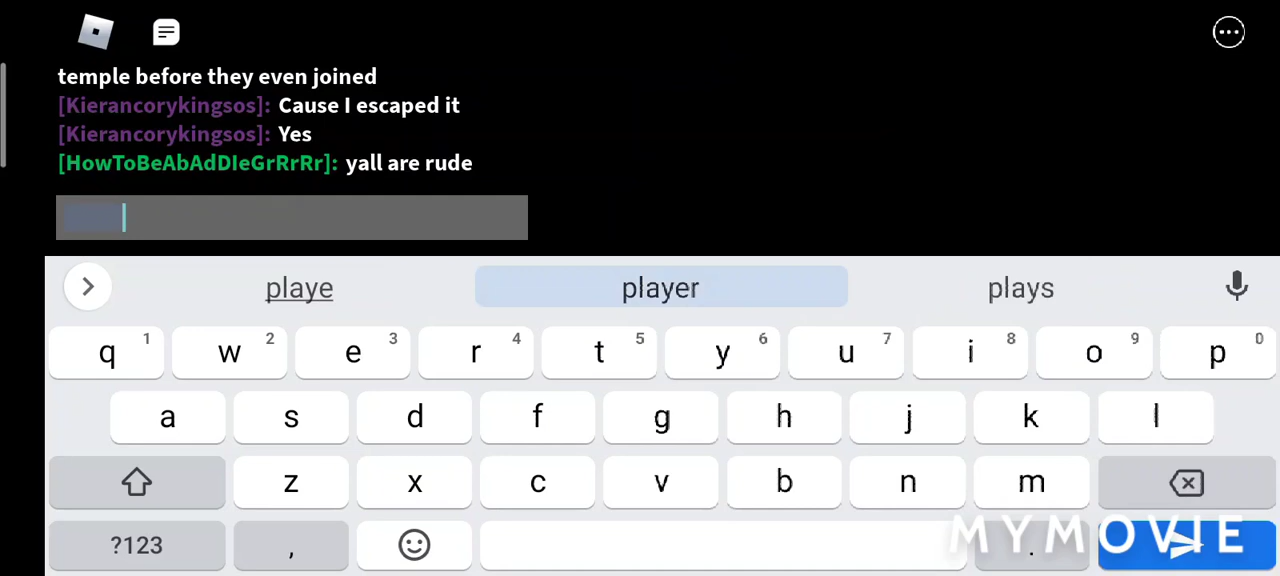 temple before they even joined
[Kierancorykingsos]: Cause I escaped it
[Kierancorykingsos]: Yes
[HowToBeAbAdDIeGrRrRr]: yall are rude
playe player plays
q 1 w 2 e 3 r 4 t 5 y 6 u 7 i 8 o 9 p 0
a s d f g h j k l
z x c v b n m
?123 , .
MYMOVIE